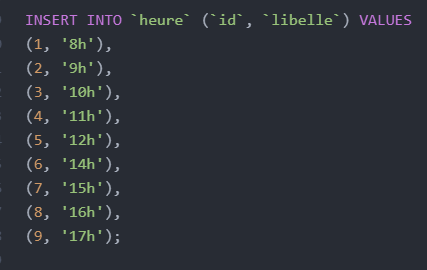 INSERT INTO `heure` (`id`, `libelle`) VALUES
(1, '8h'),
(2, '9h'),
(3, '10h'),
(4, '11h'),
(5, '12h'),
(6, '14h'),
(7, '15h'),
(8, '16h'),
(9, '17h');